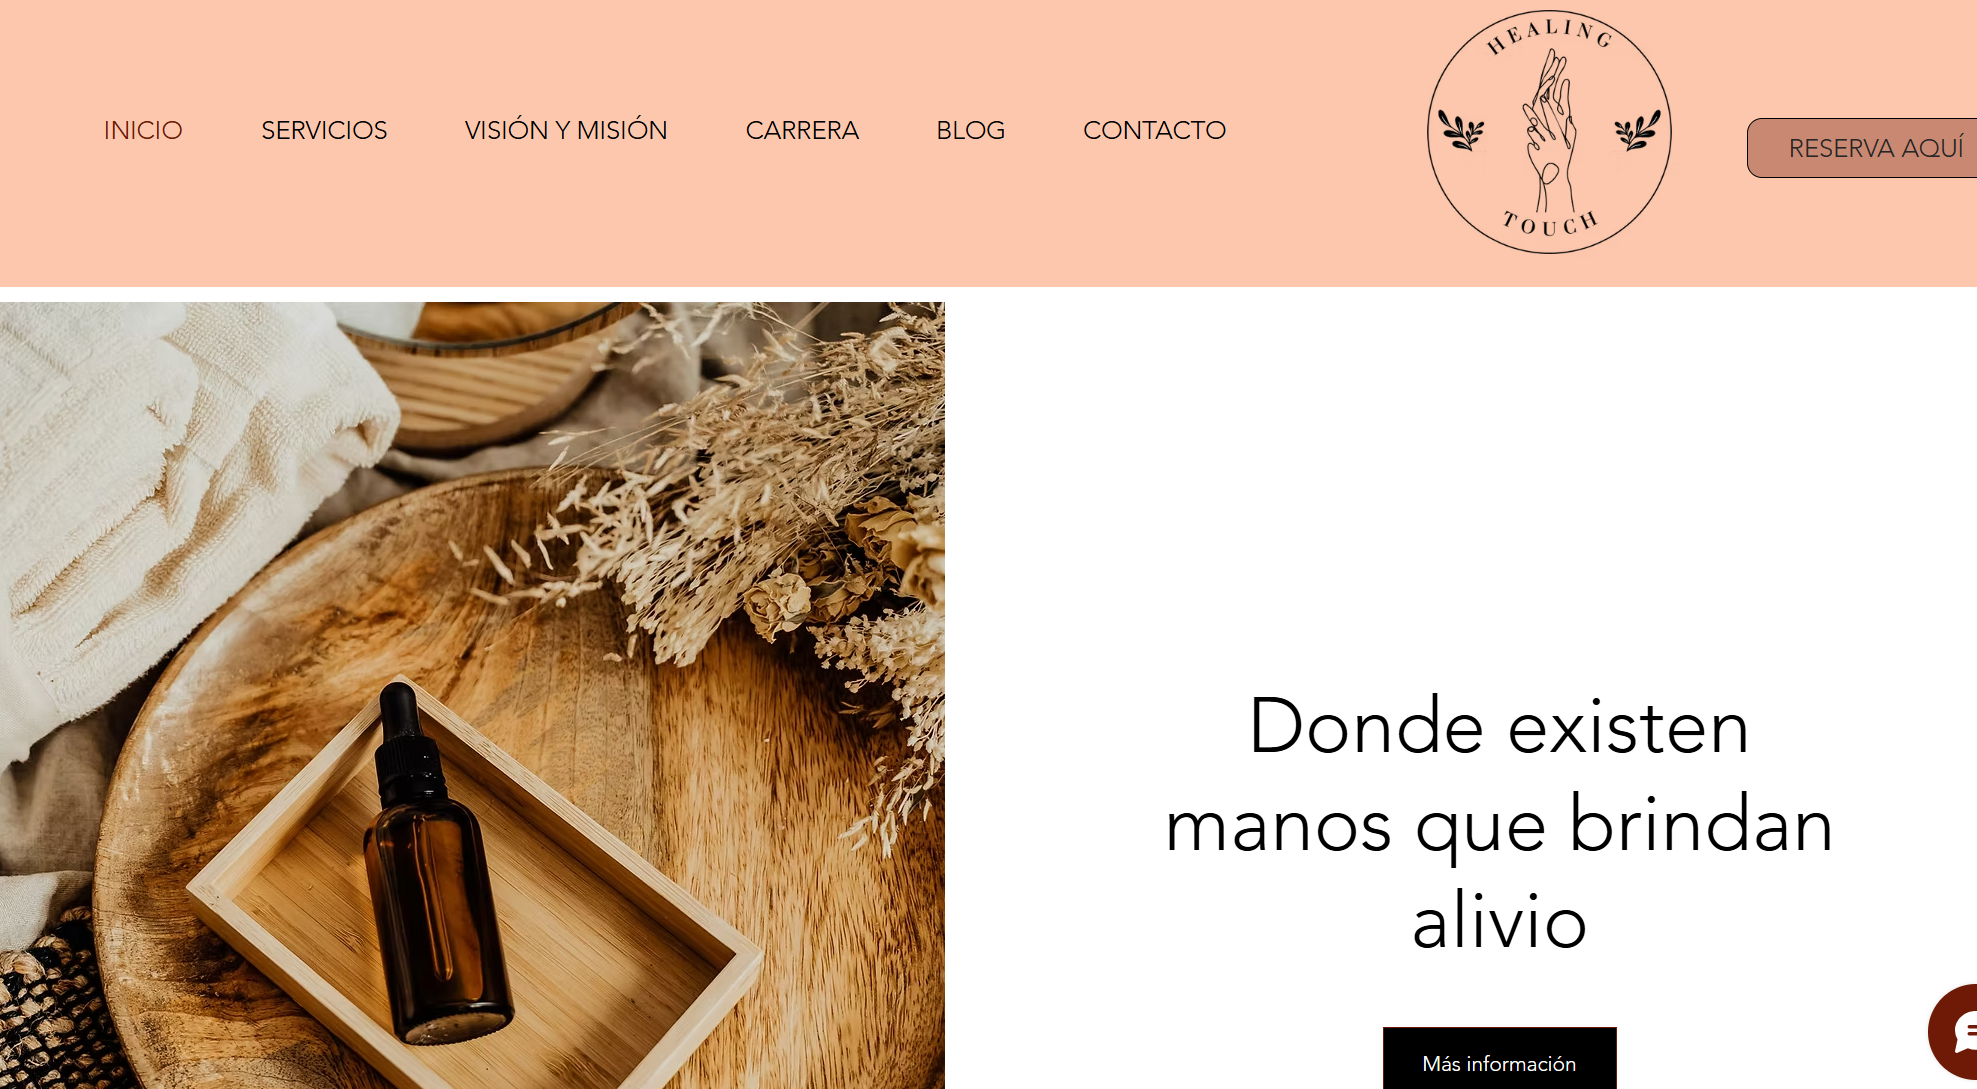 INICIO SERVICIOS VISIÓN Y MISIÓN CARRERA BLOG CONTACTO
HEALING
TOUCH
RESERVA AQUÍ
Donde existen
manos que brindan
alivio
Más información